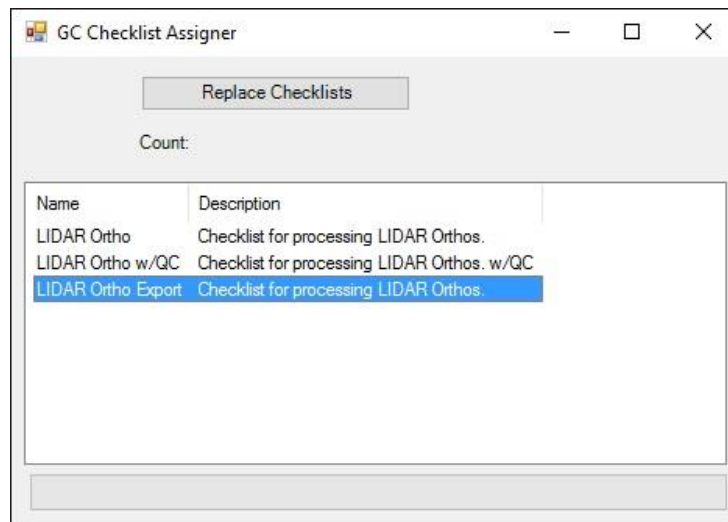 GC Checklist Assigner
Replace Checklists
Count:
Name Description
LIDAR Ortho Checklist for processing LIDAR Orthos.
LIDAR Ortho w/QC Checklist for processing LIDAR Orthos. w/QC
LIDAR Ortho Export Checklist for processing LIDAR Orthos.